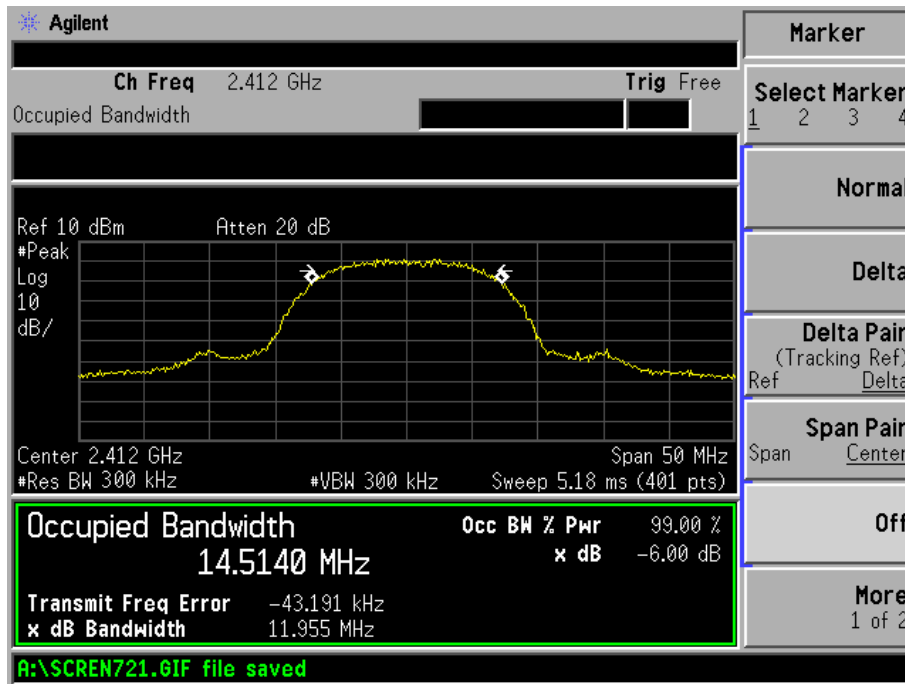 Agilent
Ch Freq 2.412 GHz Trig Free
Occupied Bandwidth
Ref 10 dBm Atten 20 dB
#Peak
Log
10
dB/
Center 2.412 GHz Span 50 MHz
#Res BW 300 kHz #VBW 300 kHz Sweep 5.18 ms (401 pts)
Occupied Bandwidth Occ BW % Pwr 99.00 %
14.5140 MHz x dB -6.00 dB
Transmit Freq Error -43.191 kHz
x dB Bandwidth 11.955 MHz
A:\SCREN721.GIF file saved
Marker
Select Marker
1 2 3 4
Normal
Delta
Delta Pair
(Tracking Ref)
Ref Delta
Span Pair
Span Center
Off
More
1 of 2